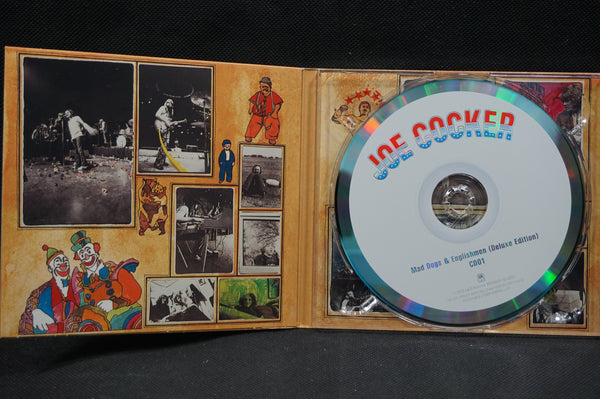 JOE COCKER
Mad Dogs & Englishmen (Deluxe Edition)
CD01